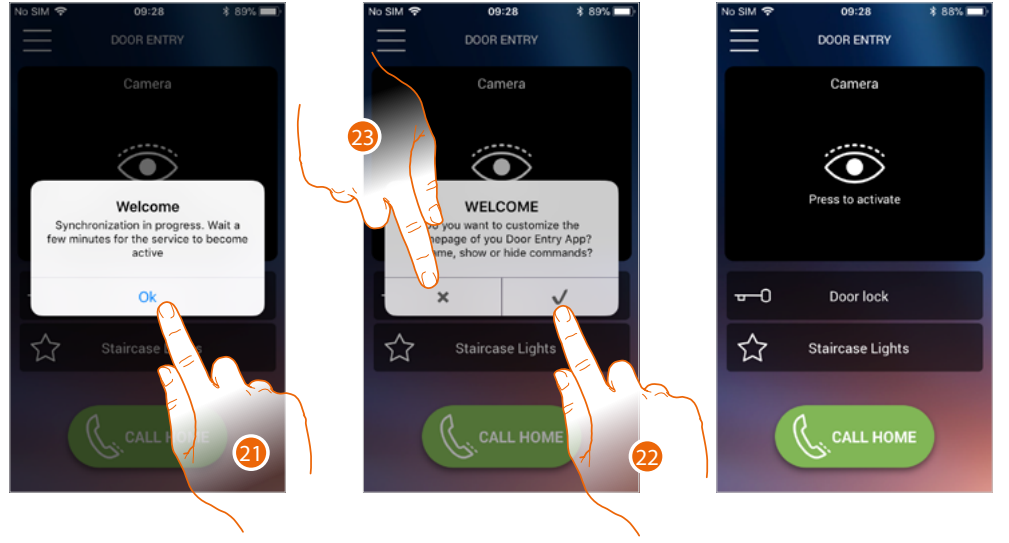 No SIM 09:28 89%
DOOR ENTRY
Camera
Welcome
Synchronization in progress. Wait a
few minutes for the service to become
active
Ok
Staircase
CALL
21
No SIM 09:28 89%
DOOR ENTRY
Camera
23
WELCOME
you want to customize the
of you Door Entry App?
show or hide commands?
Staircase Lights
CALL HOME
22
No SIM 09:28 88%
DOOR ENTRY
Camera
Press to activate
Door lock
Staircase Lights
CALL HOME